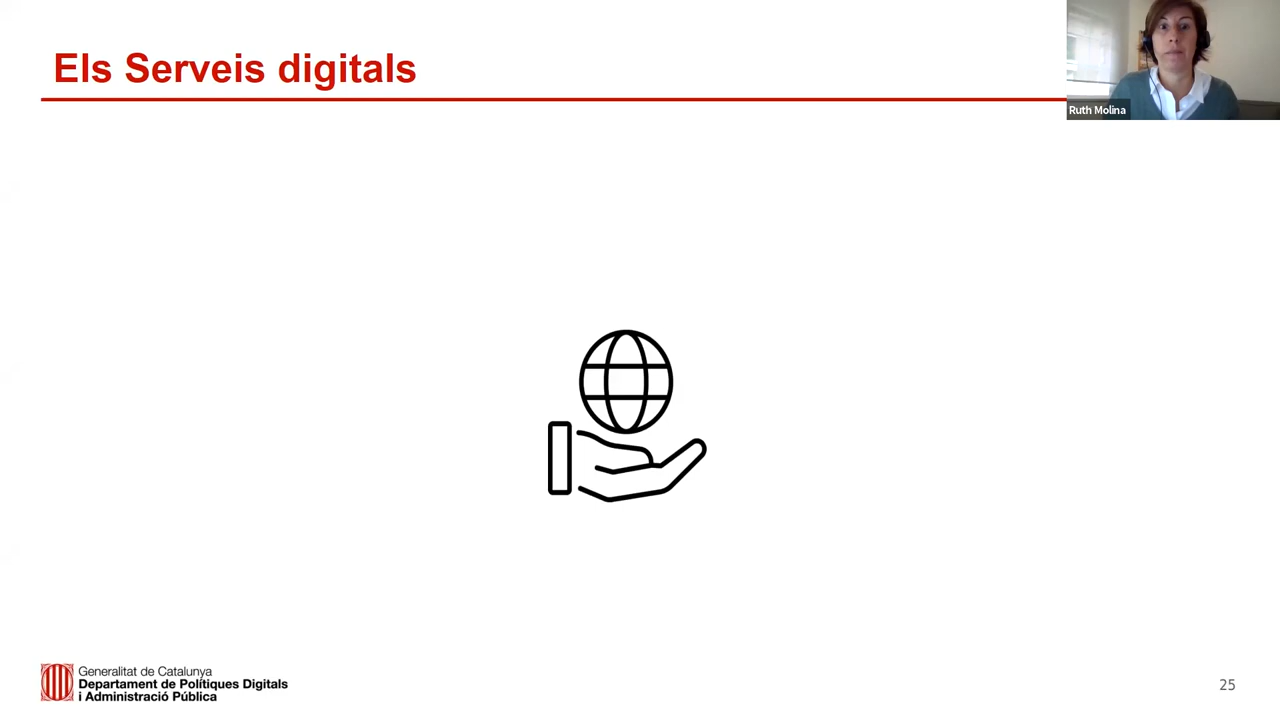 Els Serveis digitals
Ruth Molina
Generalitat de Catalunya
Departament de Polítiques Digitals
i Administració Pública
25